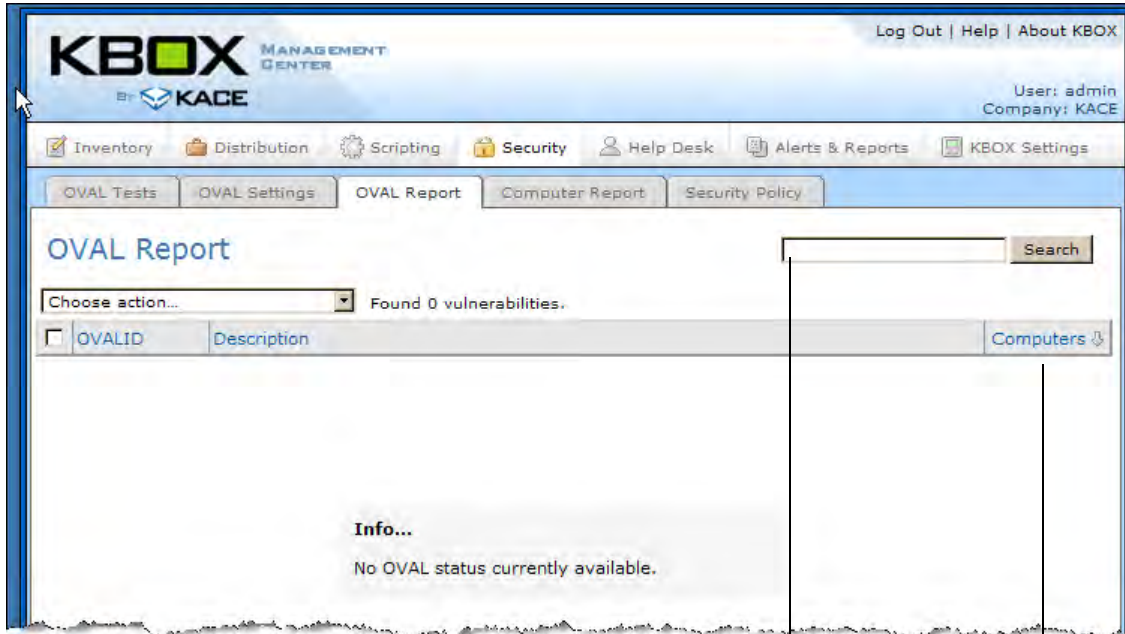 Log Out | Help | About KBOX
KBOX MANAGEMENT CENTER
BY KACE
User: admin
Company: KACE
Inventory Distribution Scripting Security Help Desk Alerts & Reports KBOX Settings
OVAL Tests OVAL Settings OVAL Report Computer Report Security Policy
OVAL Report Search
Choose action... Found 0 vulnerabilities.
OVALID Description Computers
Info...
No OVAL status currently available.